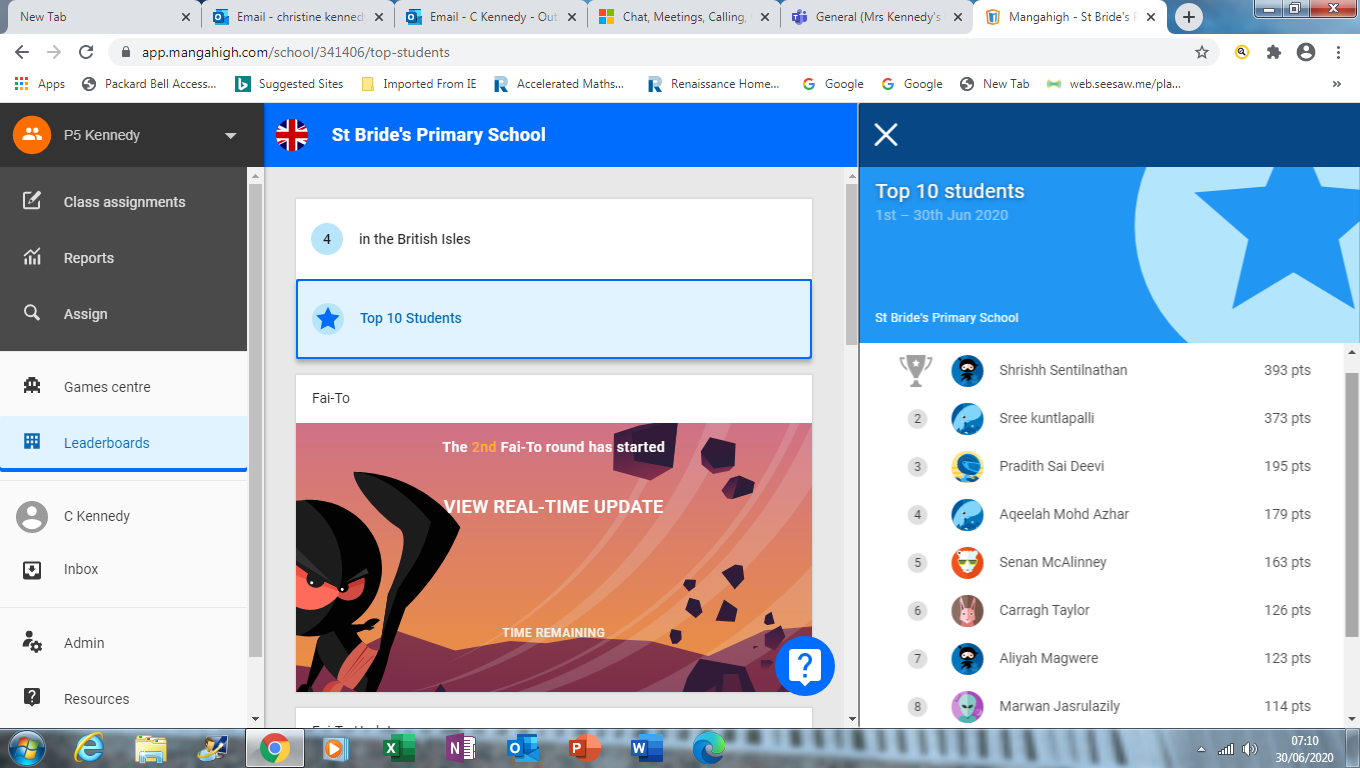 New Tab
Email - christine kenned
Email - C Kennedy - Out
Chat, Meetings, Calling,
General (Mrs Kennedy's
Mangahigh - St Bride's P
app.mangahigh.com/school/341406/top-students
Apps
Packard Bell Access...
Suggested Sites
Imported From IE
Accelerated Maths...
Renaissance Home...
Google
Google
New Tab
web.seesaw.me/pla...
P5 Kennedy
Class assignments
Reports
Assign
Games centre
Leaderboards
C Kennedy
Inbox
Admin
Resources
St Bride's Primary School
4 in the British Isles
Top 10 Students
Fai-To
The 2nd Fai-To round has started
VIEW REAL-TIME UPDATE
TIME REMAINING
Top 10 students
1st – 30th Jun 2020
St Bride's Primary School
Shrishh Sentilnathan 393 pts
2 Sree kuntlapalli 373 pts
3 Pradith Sai Deevi 195 pts
4 Aqeelah Mohd Azhar 179 pts
5 Senan McAlinney 163 pts
6 Carragh Taylor 126 pts
7 Aliyah Magwere 123 pts
8 Marwan Jasrulazily 114 pts
07:10
30/06/2020